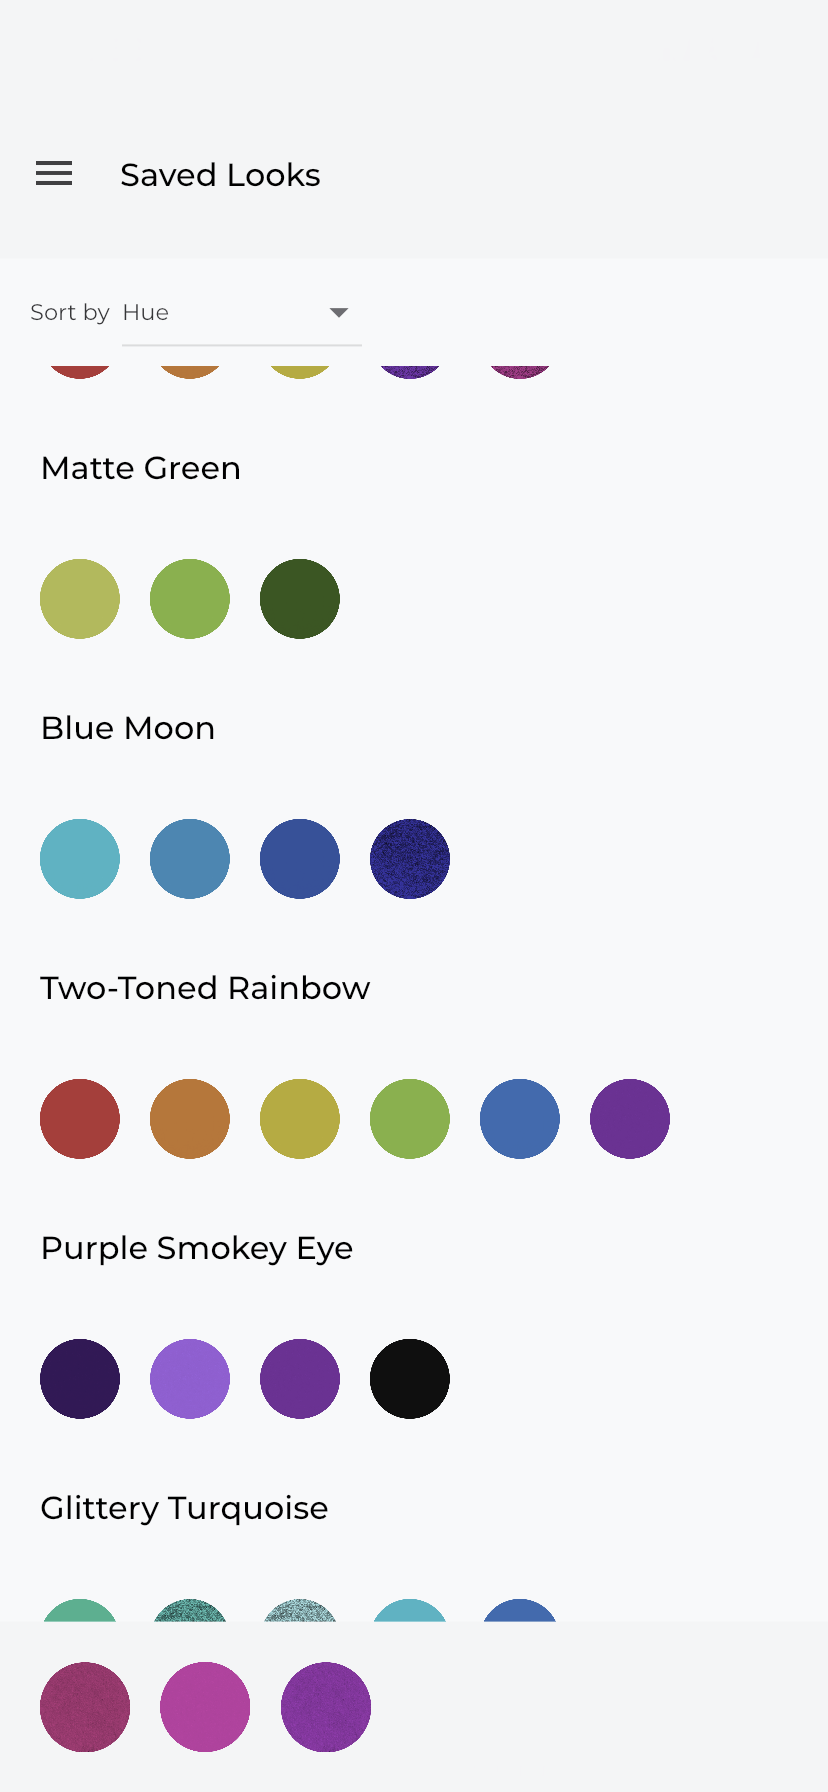 Saved Looks
Sort by Hue
Matte Green
Blue Moon
Two-Toned Rainbow
Purple Smokey Eye
Glittery Turquoise